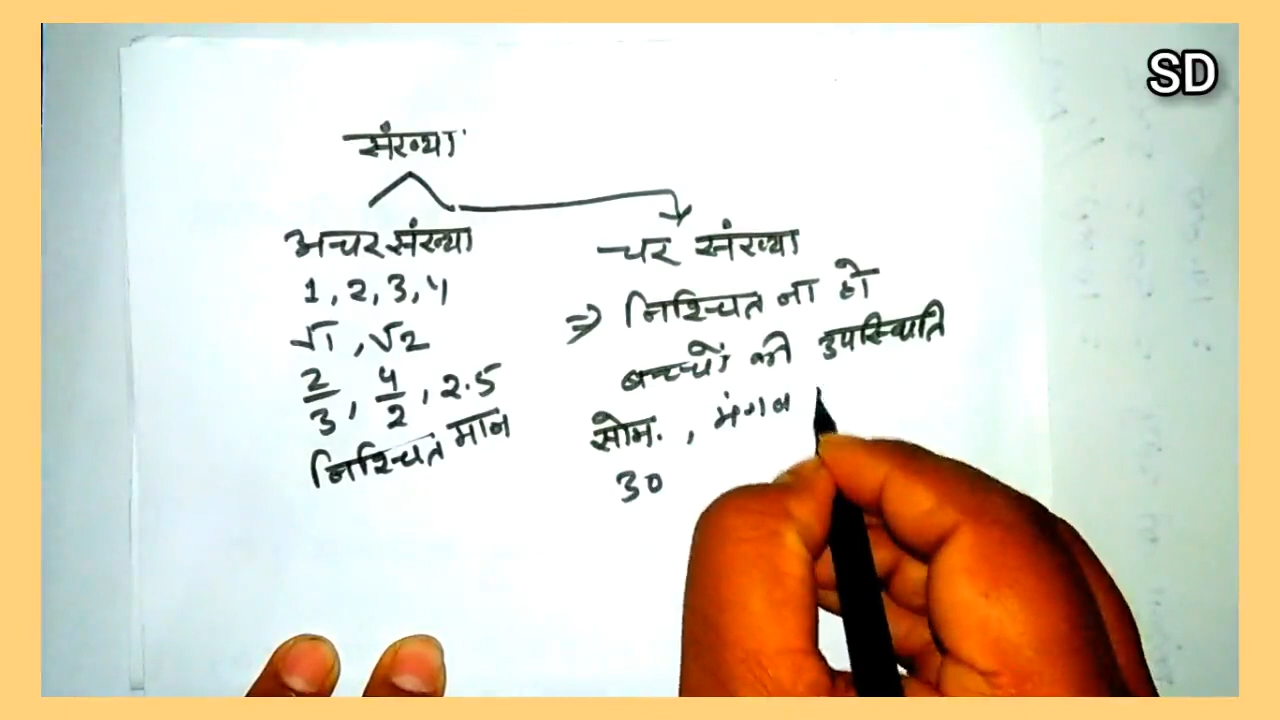 SD
संख्या
अचर संख्या
1, 2, 3, 4
√1, √2
2/3, 4/2, 2.5
निश्चित मान
चर संख्या
⇒ निश्चित ना हो
बच्चों की उपस्थिति
सोम., मंगल
30